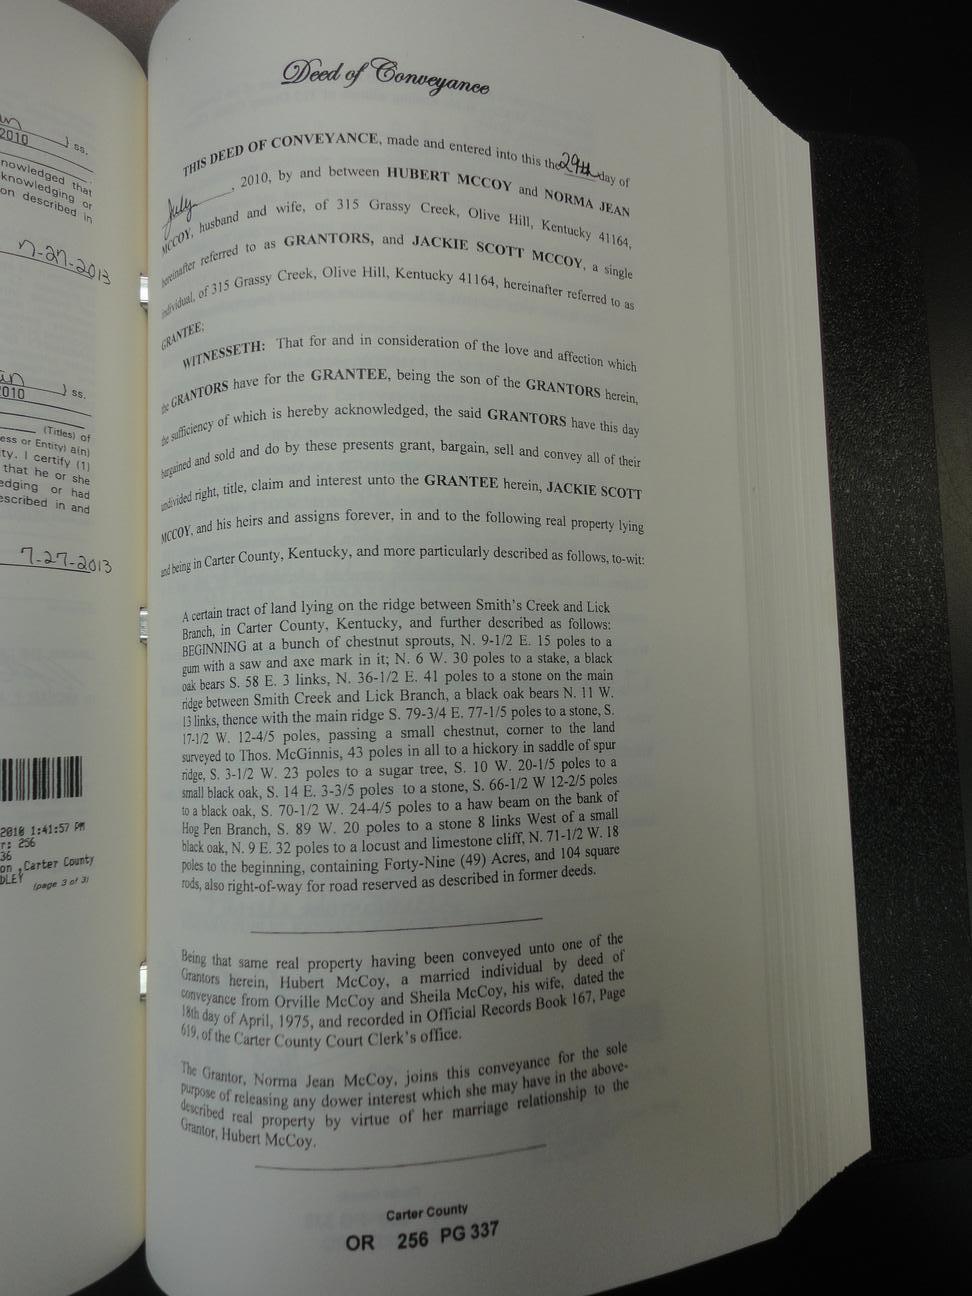 2010 ) ss.
nowledged that
knowledging or
on described in
7-27-2013
2010 ) ss.
(Titles) of
ess or Entity) a(n)
ty. I certify (1)
that he or she
edging or had
escribed in and
7-27-2013
2010 1:41:57 PM
r: 256
36
on ,Carter County
DLEY
(page 3 of 3)
Deed of Conveyance
THIS DEED OF CONVEYANCE, made and entered into this the 29th day of
July, 2010, by and between HUBERT MCCOY and NORMA JEAN
MCCOY, husband and wife, of 315 Grassy Creek, Olive Hill, Kentucky 41164,
hereinafter referred to as GRANTORS, and JACKIE SCOTT MCCOY, a single
individual, of 315 Grassy Creek, Olive Hill, Kentucky 41164, hereinafter referred to as
GRANTEE;
WITNESSETH: That for and in consideration of the love and affection which
the GRANTORS have for the GRANTEE, being the son of the GRANTORS herein,
the sufficiency of which is hereby acknowledged, the said GRANTORS have this day
bargained and sold and do by these presents grant, bargain, sell and convey all of their
undivided right, title, claim and interest unto the GRANTEE herein, JACKIE SCOTT
MCCOY, and his heirs and assigns forever, in and to the following real property lying
and being in Carter County, Kentucky, and more particularly described as follows, to-wit:
A certain tract of land lying on the ridge between Smith's Creek and Lick
Branch, in Carter County, Kentucky, and further described as follows:
BEGINNING at a bunch of chestnut sprouts, N. 9-1/2 E. 15 poles to a
gum with a saw and axe mark in it; N. 6 W. 30 poles to a stake, a black
oak bears S. 58 E. 3 links, N. 36-1/2 E. 41 poles to a stone on the main
ridge between Smith Creek and Lick Branch, a black oak bears N. 11 W.
13 links, thence with the main ridge S. 79-3/4 E. 77-1/5 poles to a stone, S.
17-1/2 W. 12-4/5 poles, passing a small chestnut, corner to the land
surveyed to Thos. McGinnis, 43 poles in all to a hickory in saddle of spur
ridge, S. 3-1/2 W. 23 poles to a sugar tree, S. 10 W. 20-1/5 poles to a
small black oak, S. 14 E. 3-3/5 poles to a stone, S. 66-1/2 W 12-2/5 poles
to a black oak, S. 70-1/2 W. 24-4/5 poles to a haw beam on the bank of
Hog Pen Branch, S. 89 W. 20 poles to a stone 8 links West of a small
black oak, N. 9 E. 32 poles to a locust and limestone cliff, N. 71-1/2 W. 18
poles to the beginning, containing Forty-Nine (49) Acres, and 104 square
rods, also right-of-way for road reserved as described in former deeds.
Being that same real property having been conveyed unto one of the
Grantors herein, Hubert McCoy, a married individual by deed of
conveyance from Orville McCoy and Sheila McCoy, his wife, dated the
18th day of April, 1975, and recorded in Official Records Book 167, Page
619, of the Carter County Court Clerk's office.
The Grantor, Norma Jean McCoy, joins this conveyance for the sole
purpose of releasing any dower interest which she may have in the above-
described real property by virtue of her marriage relationship to the
Grantor, Hubert McCoy.
Carter County
OR 256 PG 337